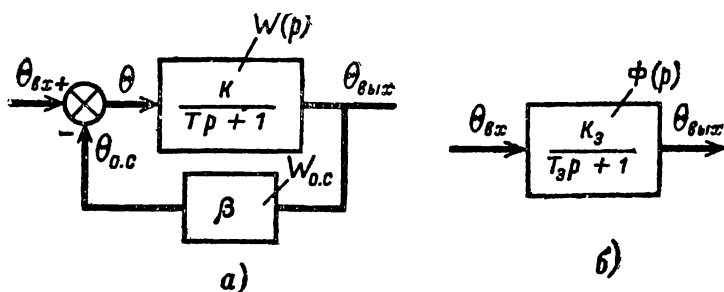 W(p)
Θвх + Θ K / Tp + 1 Θвых
− Θо.с
β Wо.с
а)
Φ(p)
Θвх Kэ / Tэp + 1 Θвых
б)